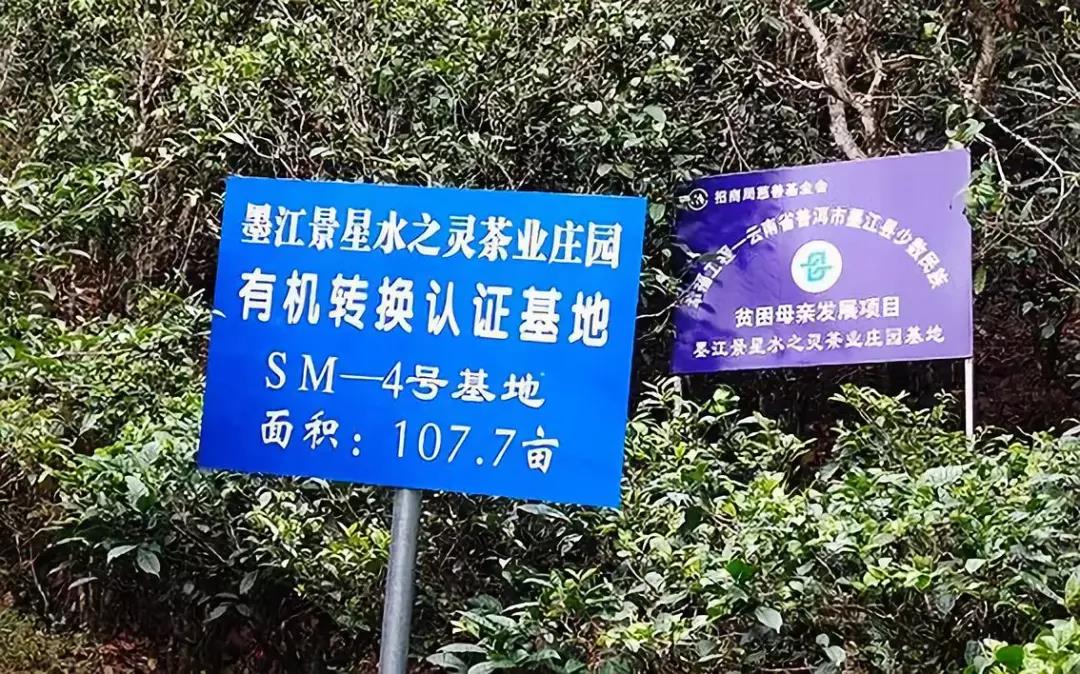 墨江景星水之灵茶业庄园
有机转换认证基地
SM—4号基地
面积：107.7亩
招商局慈善基金会
工程—云南省普洱市墨江县少数民族
贫困母亲发展项目
墨江景星水之灵茶业庄园基地